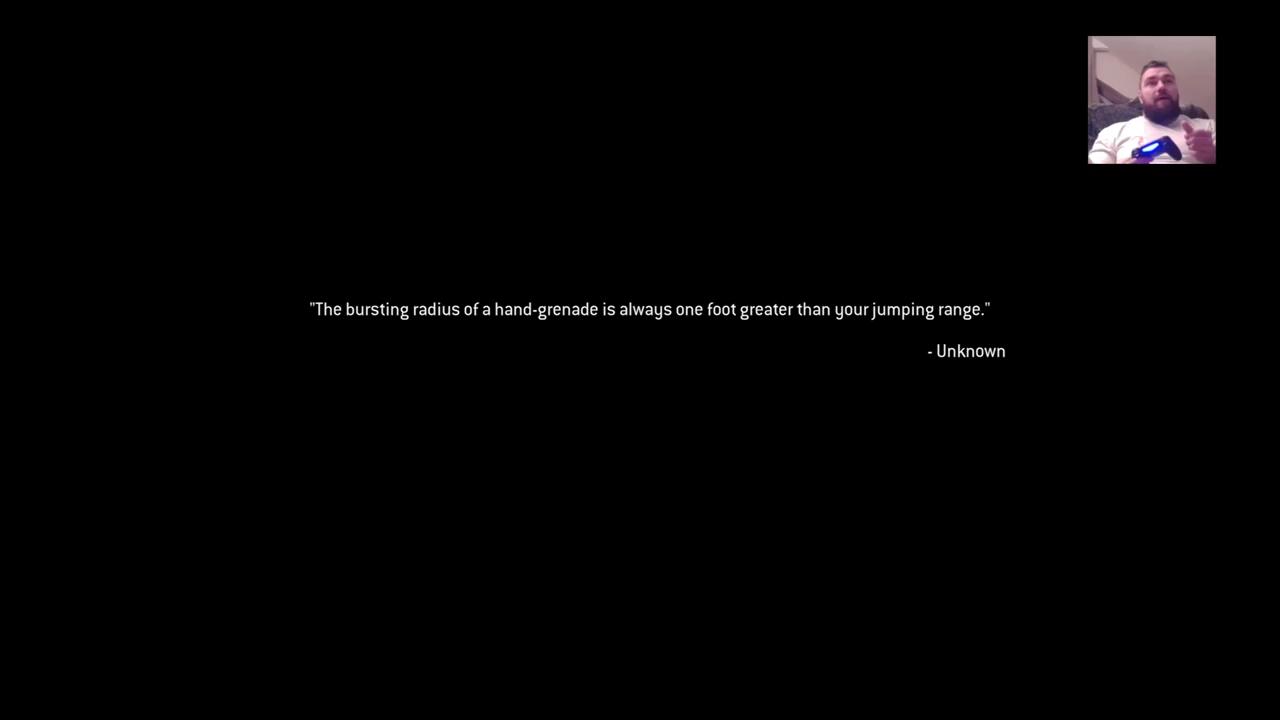 "The bursting radius of a hand-grenade is always one foot greater than your jumping range."
- Unknown